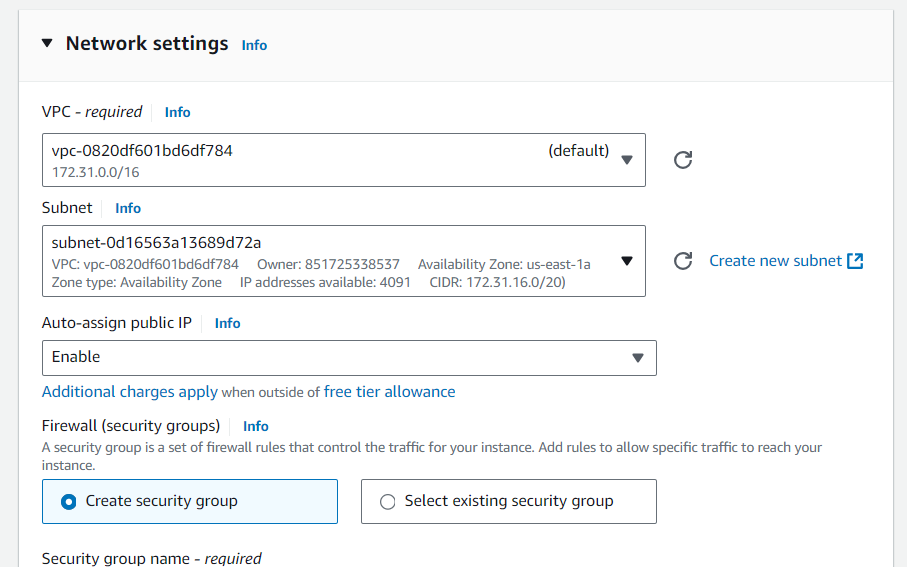 Network settings Info
VPC - required Info
vpc-0820df601bd6df784 (default)
172.31.0.0/16
Subnet Info
subnet-0d16563a13689d72a
VPC: vpc-0820df601bd6df784 Owner: 851725338537 Availability Zone: us-east-1a
Zone type: Availability Zone IP addresses available: 4091 CIDR: 172.31.16.0/20)
Create new subnet
Auto-assign public IP Info
Enable
Additional charges apply when outside of free tier allowance
Firewall (security groups) Info
A security group is a set of firewall rules that control the traffic for your instance. Add rules to allow specific traffic to reach your
instance.
Create security group Select existing security group
Security group name - required